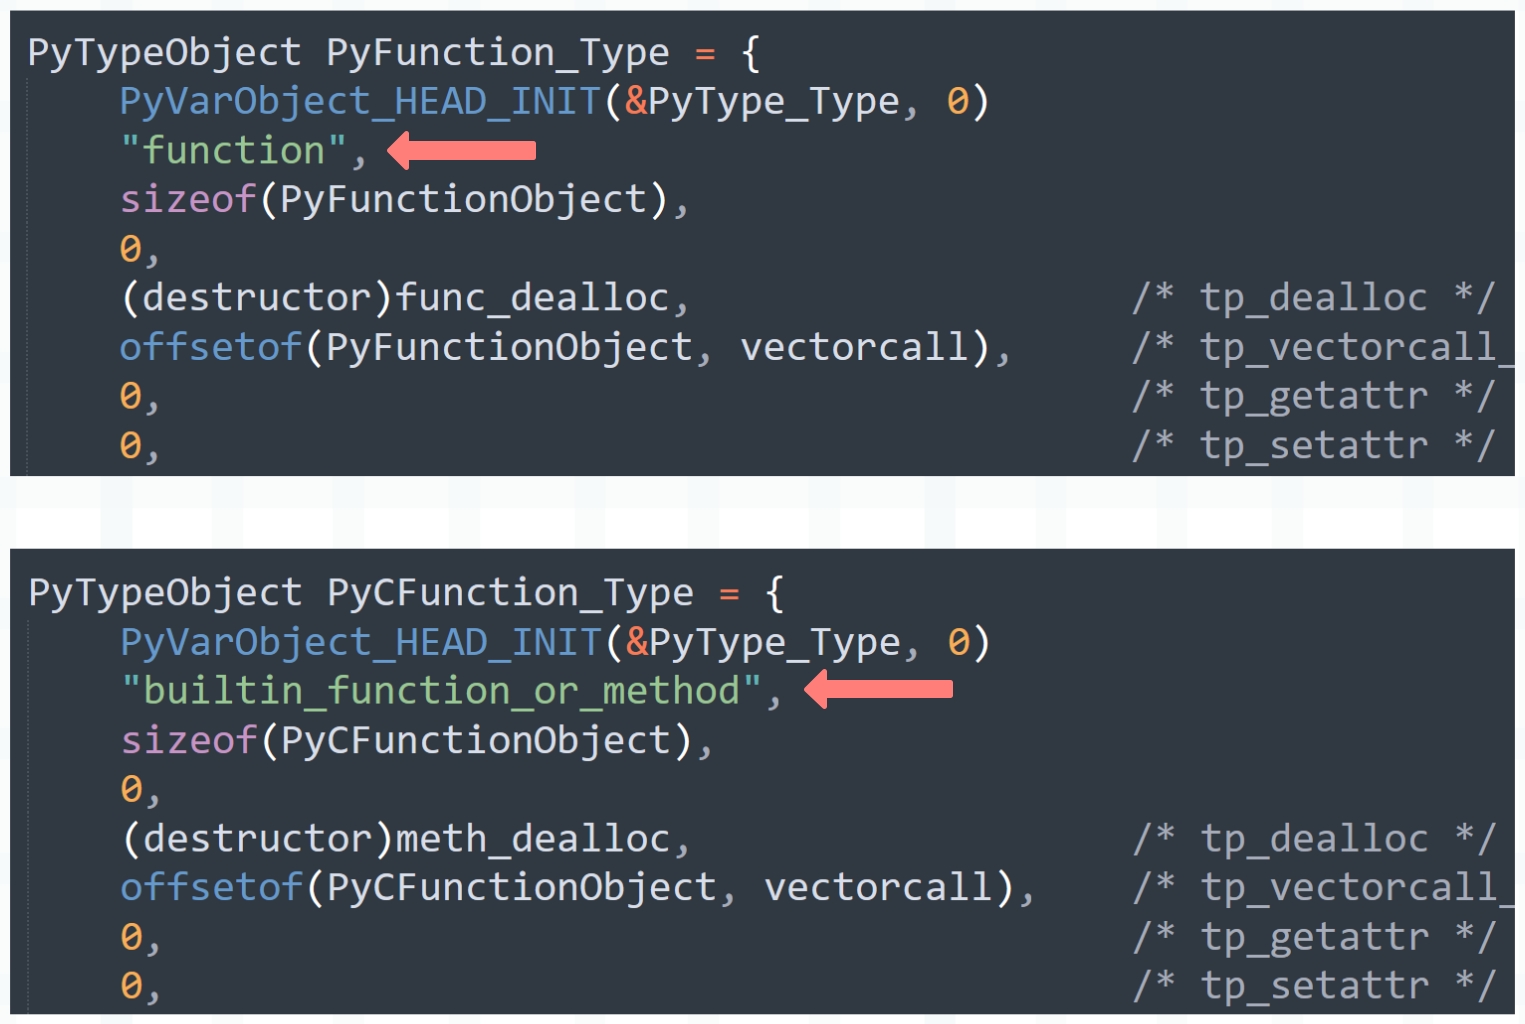 PyTypeObject PyFunction_Type = {
PyVarObject_HEAD_INIT(&PyType_Type, 0)
"function",
sizeof(PyFunctionObject),
0,
(destructor)func_dealloc, /* tp_dealloc */
offsetof(PyFunctionObject, vectorcall), /* tp_vectorcall_
0, /* tp_getattr */
0, /* tp_setattr */
PyTypeObject PyCFunction_Type = {
PyVarObject_HEAD_INIT(&PyType_Type, 0)
"builtin_function_or_method",
sizeof(PyCFunctionObject),
0,
(destructor)meth_dealloc, /* tp_dealloc */
offsetof(PyCFunctionObject, vectorcall), /* tp_vectorcall_
0, /* tp_getattr */
0, /* tp_setattr */